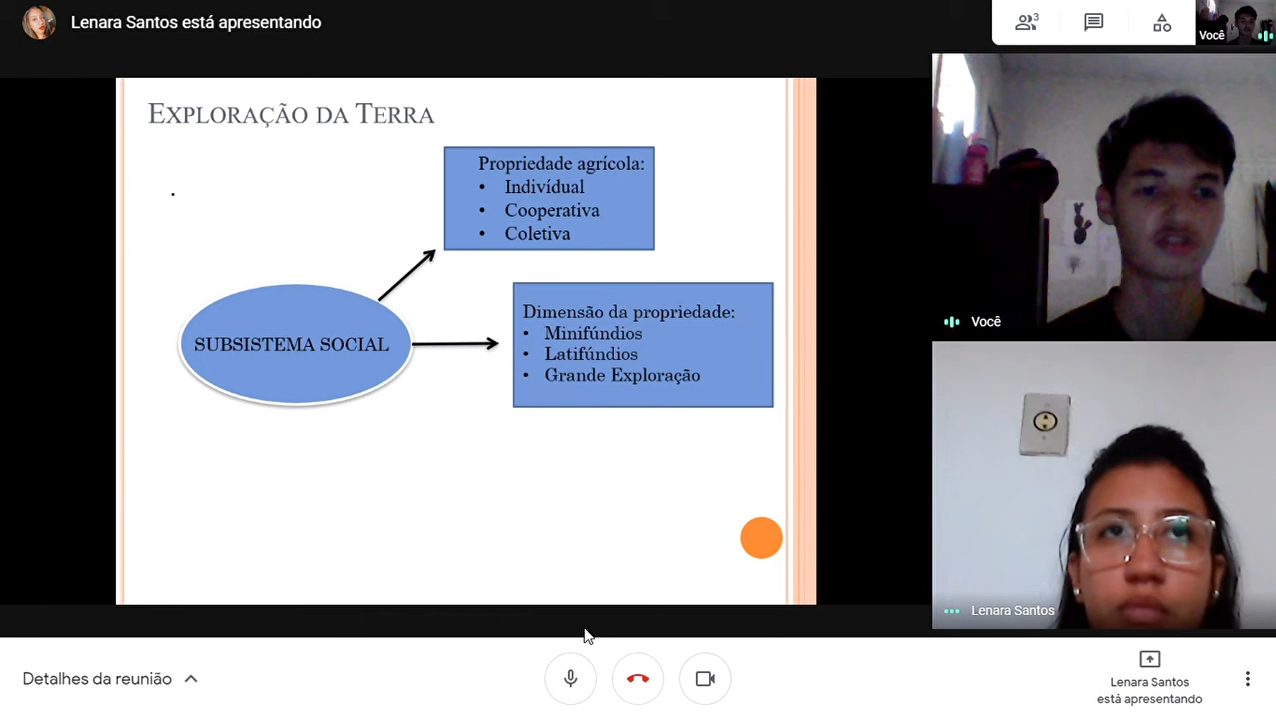 Lenara Santos está apresentando
3
Você
EXPLORAÇÃO DA TERRA
Propriedade agrícola:
• Indivídual
• Cooperativa
• Coletiva
SUBSISTEMA SOCIAL
Dimensão da propriedade:
• Minifúndios
• Latifúndios
• Grande Exploração
Você
Lenara Santos
Detalhes da reunião
Lenara Santos
está apresentando